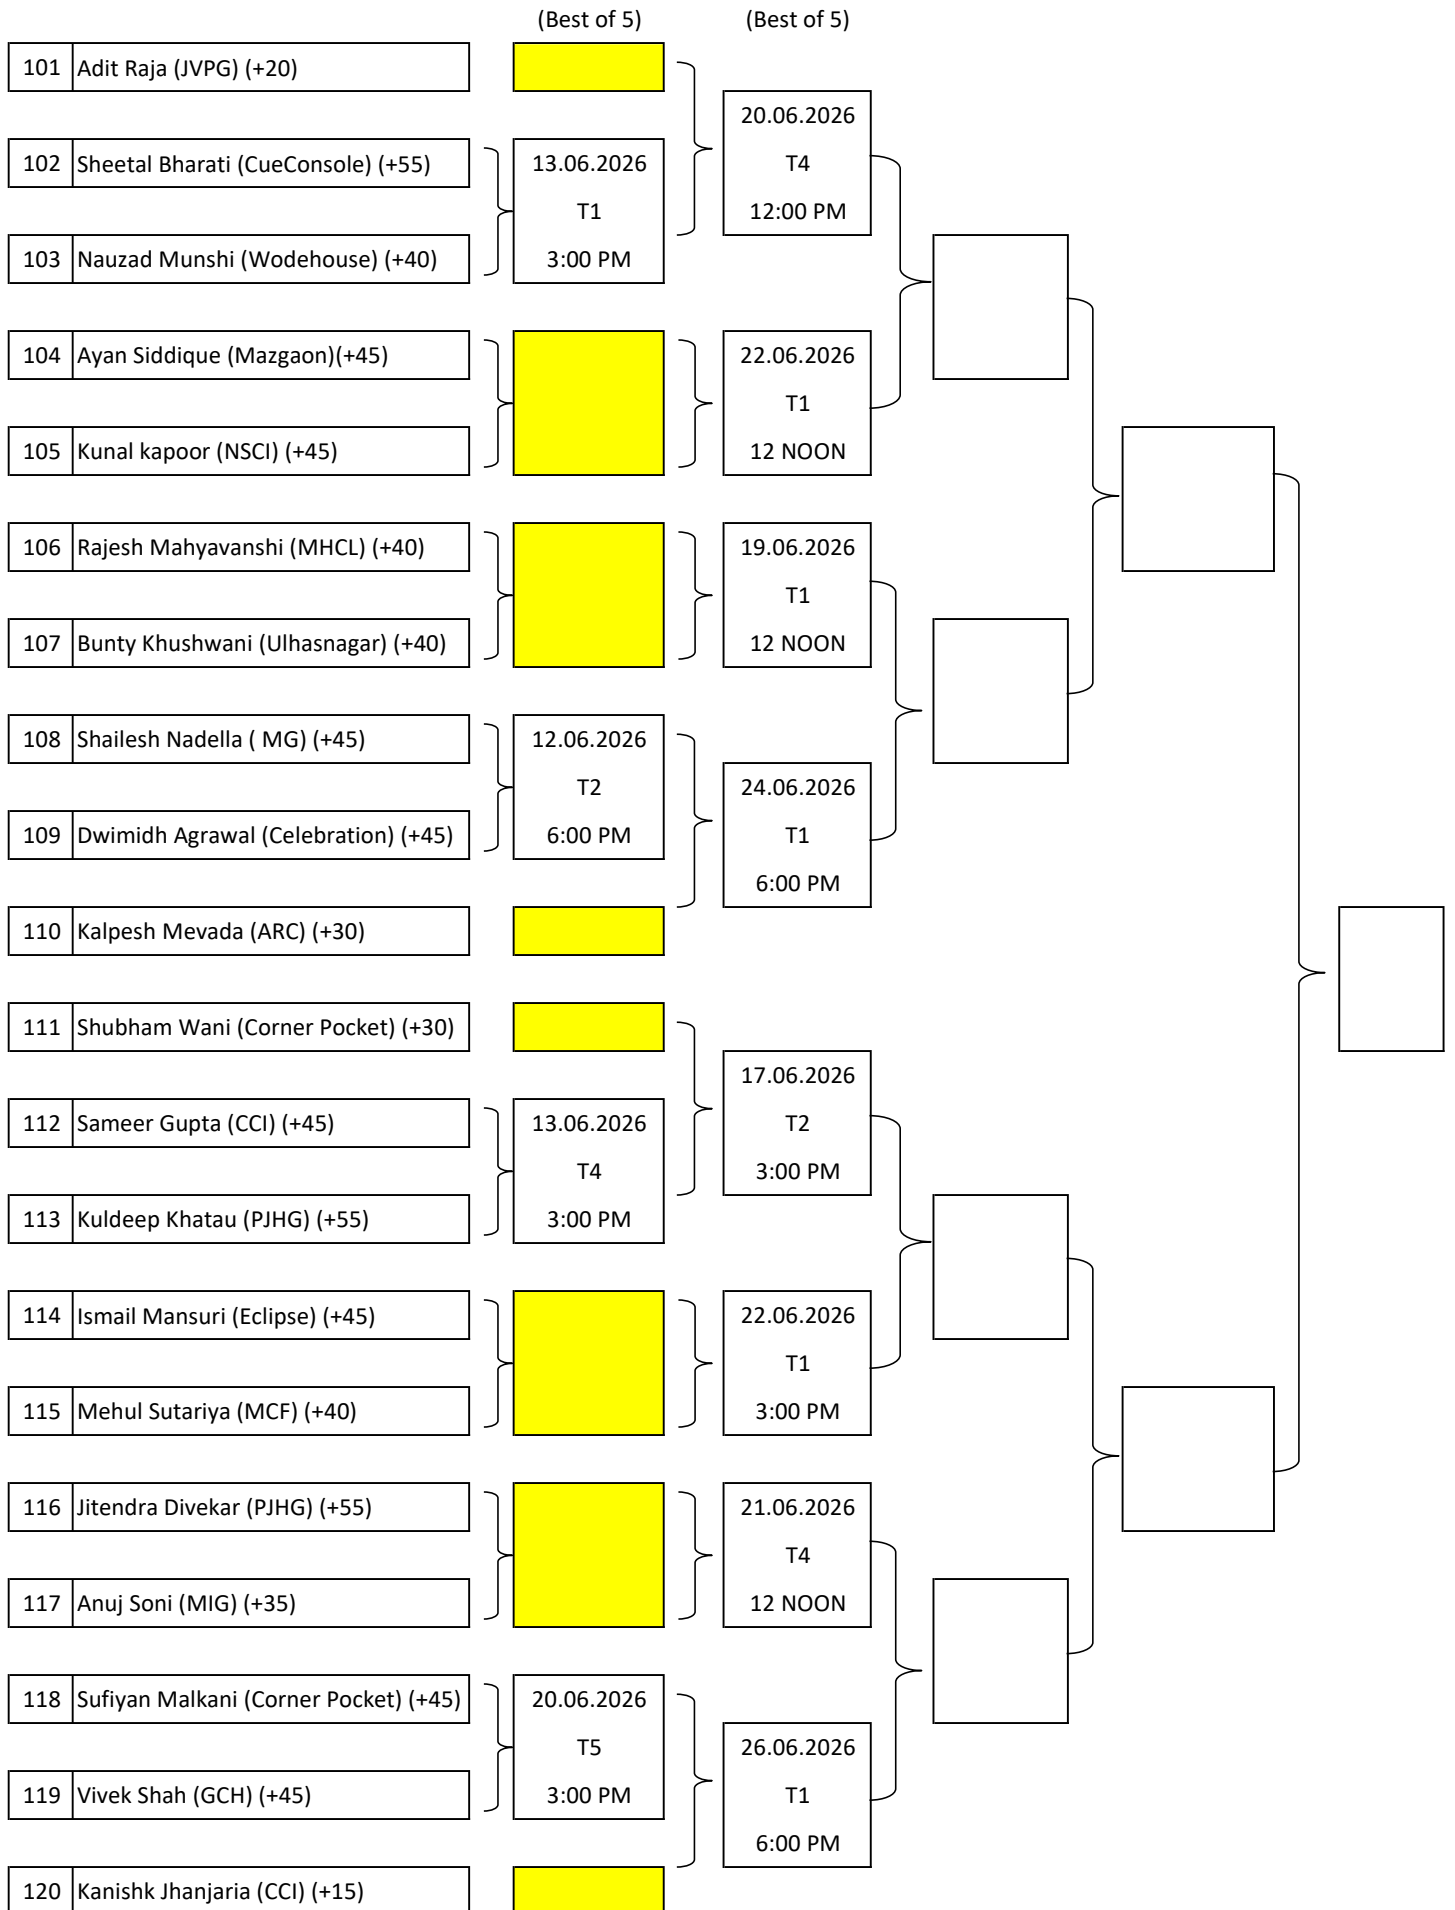 (Best of 5) (Best of 5)
101 Adit Raja (JVPG) (+20)
20.06.2026
102 Sheetal Bharati (CueConsole) (+55) 13.06.2026 T4
T1 12:00 PM
103 Nauzad Munshi (Wodehouse) (+40) 3:00 PM
104 Ayan Siddique (Mazgaon)(+45) 22.06.2026
T1
105 Kunal kapoor (NSCI) (+45) 12 NOON
106 Rajesh Mahyavanshi (MHCL) (+40) 19.06.2026
T1
107 Bunty Khushwani (Ulhasnagar) (+40) 12 NOON
108 Shailesh Nadella ( MG) (+45) 12.06.2026
T2 24.06.2026
109 Dwimidh Agrawal (Celebration) (+45) 6:00 PM T1
6:00 PM
110 Kalpesh Mevada (ARC) (+30)
111 Shubham Wani (Corner Pocket) (+30)
17.06.2026
112 Sameer Gupta (CCI) (+45) 13.06.2026 T2
T4 3:00 PM
113 Kuldeep Khatau (PJHG) (+55) 3:00 PM
114 Ismail Mansuri (Eclipse) (+45) 22.06.2026
T1
115 Mehul Sutariya (MCF) (+40) 3:00 PM
116 Jitendra Divekar (PJHG) (+55) 21.06.2026
T4
117 Anuj Soni (MIG) (+35) 12 NOON
118 Sufiyan Malkani (Corner Pocket) (+45) 20.06.2026
T5 26.06.2026
119 Vivek Shah (GCH) (+45) 3:00 PM T1
6:00 PM
120 Kanishk Jhanjaria (CCI) (+15)